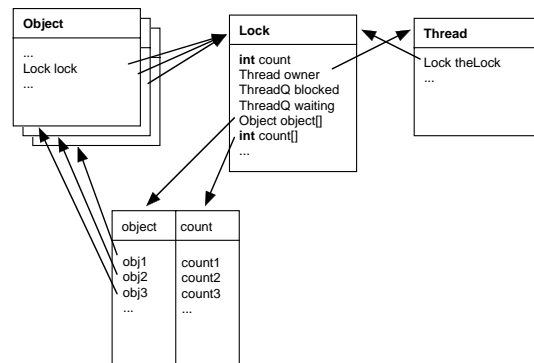 Object
...
Lock lock
...
Lock
int count
Thread owner
ThreadQ blocked
ThreadQ waiting
Object object[]
int count[]
...
Thread
Lock theLock
...
object count
obj1 count1
obj2 count2
obj3 count3
... ...